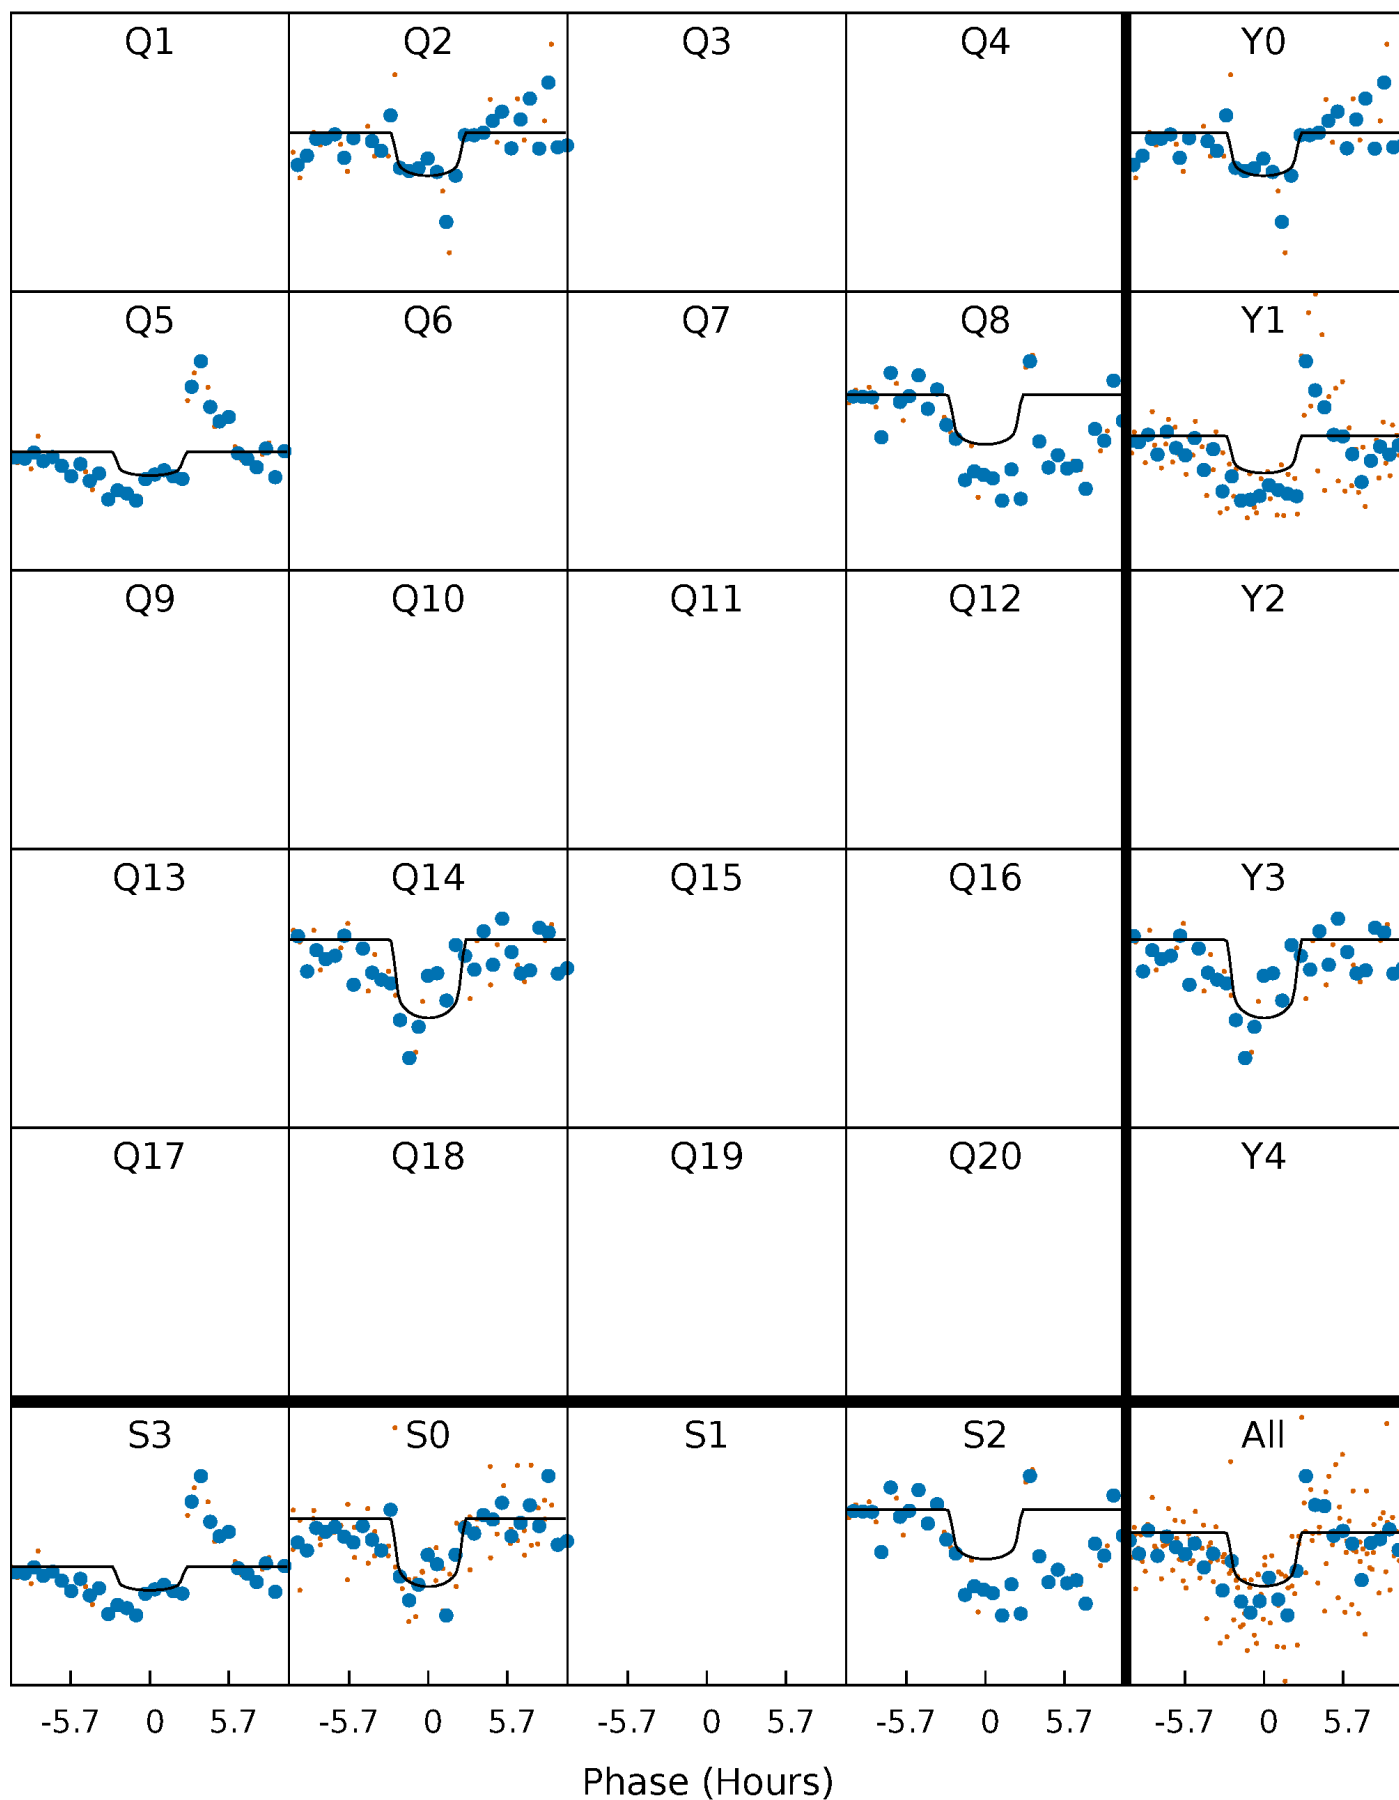 Q1 Q2 Q3 Q4 Y0
Q5 Q6 Q7 Q8 Y1
Q9 Q10 Q11 Q12 Y2
Q13 Q14 Q15 Q16 Y3
Q17 Q18 Q19 Q20 Y4
S3 S0 S1 S2 All
-5.7 0 5.7 -5.7 0 5.7 -5.7 0 5.7 -5.7 0 5.7 -5.7 0 5.7
Phase (Hours)